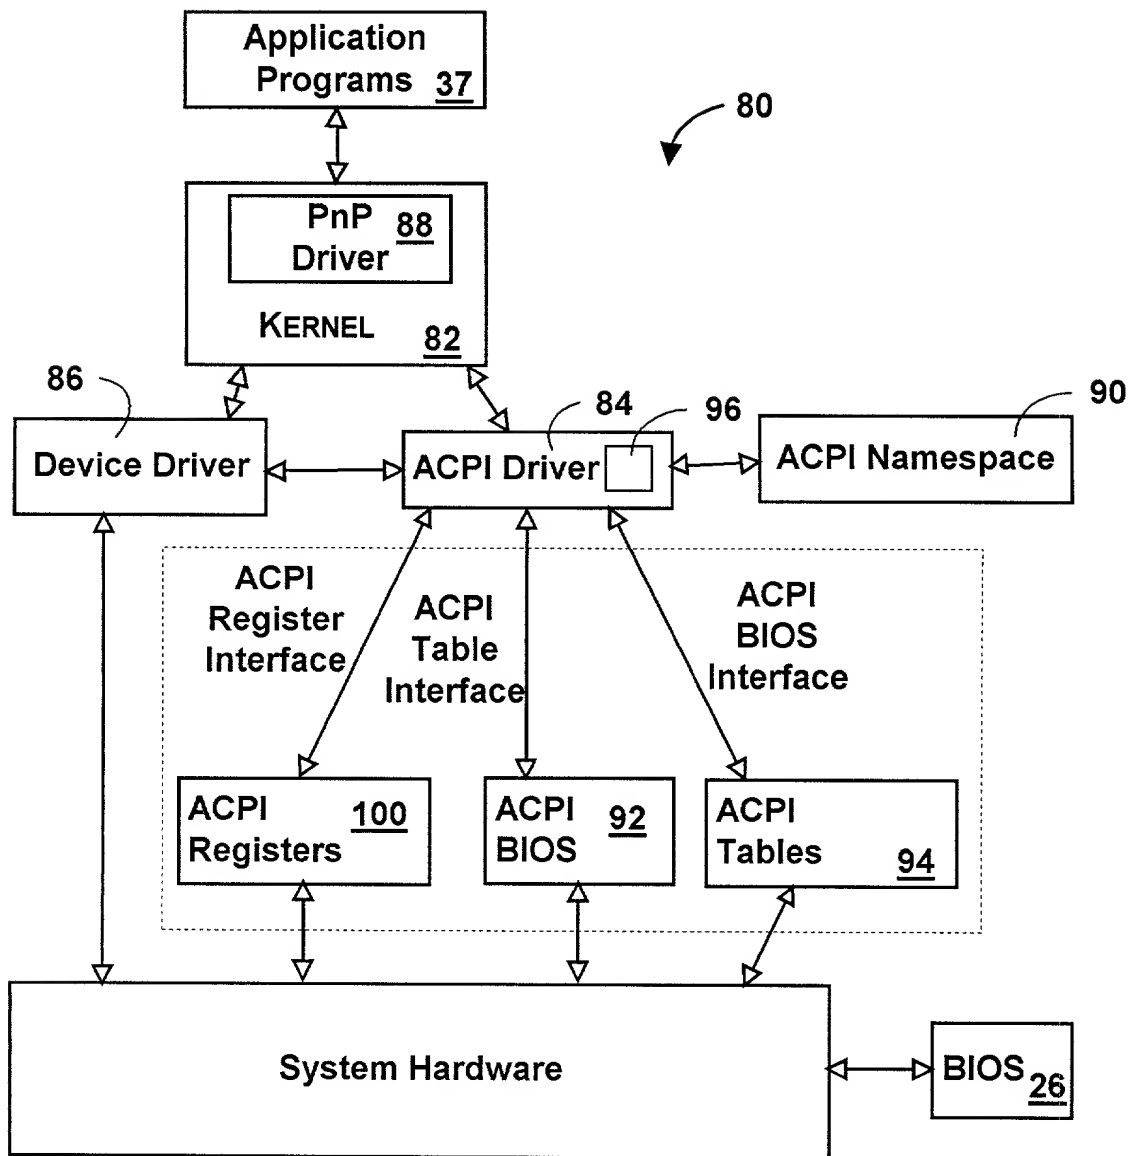 Application
Programs 37
80
PnP 88
Driver
KERNEL 82
86
84
96
90
Device Driver
ACPI Driver
ACPI Namespace
ACPI
Register
Interface
ACPI
Table
Interface
ACPI
BIOS
Interface
ACPI 100
Registers
ACPI 92
BIOS
ACPI
Tables 94
System Hardware
BIOS 26